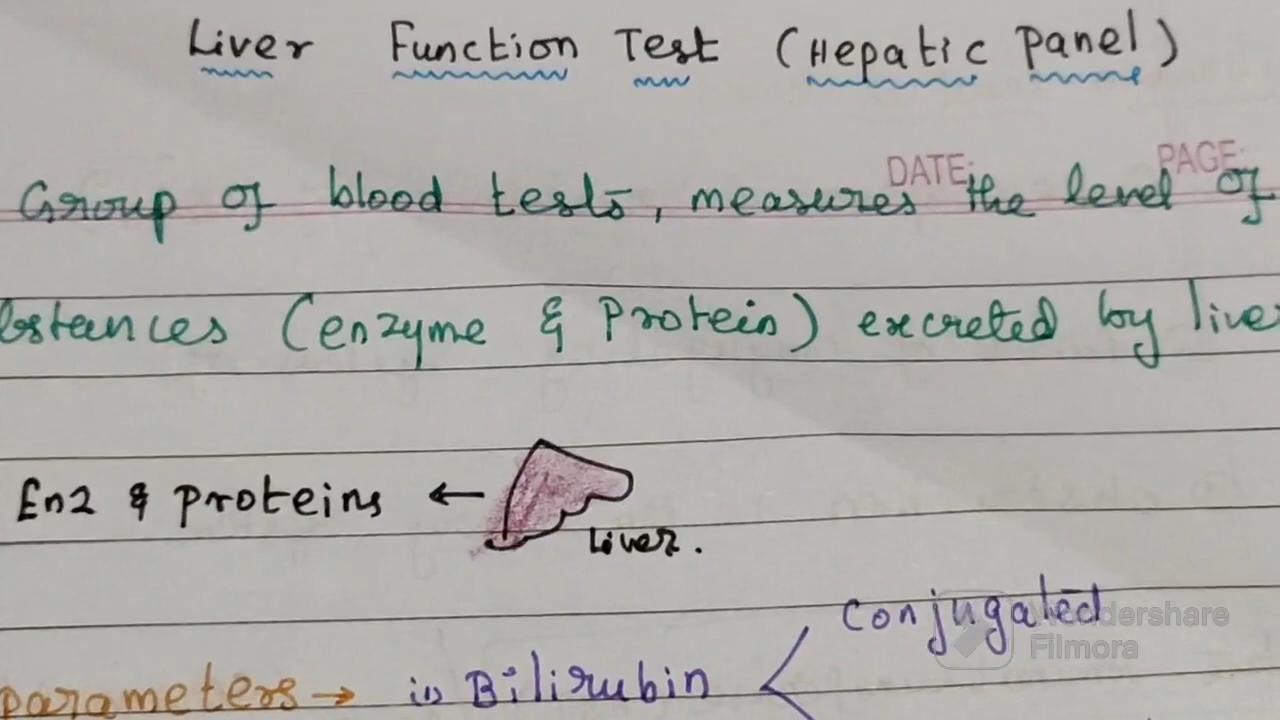 Liver Function Test (Hepatic Panel)
DATE: PAGE:
Group of blood tests, measures the level of
bstances (enzyme & Protein) excreted by live
Enz & Proteins ←
Liver.
Conjugated
Parameters → i) Bilirubin
Wondershare
Filmora